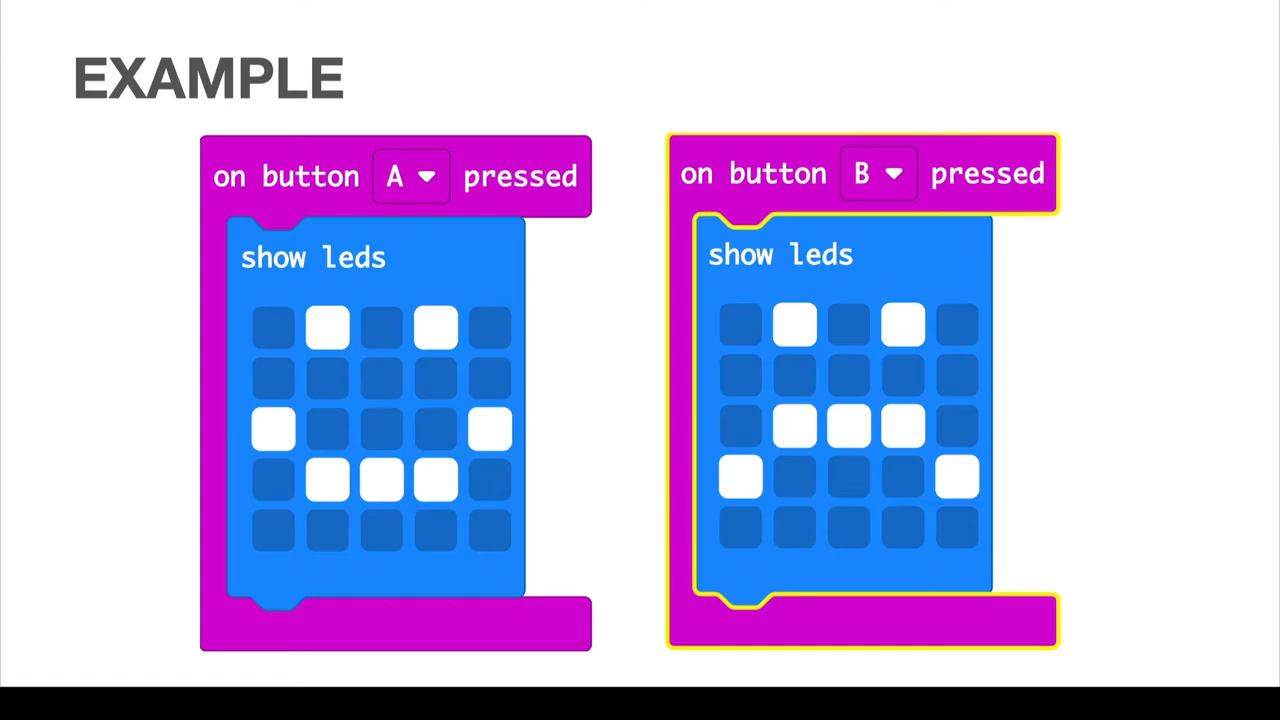 EXAMPLE
on button A pressed
show leds
on button B pressed
show leds